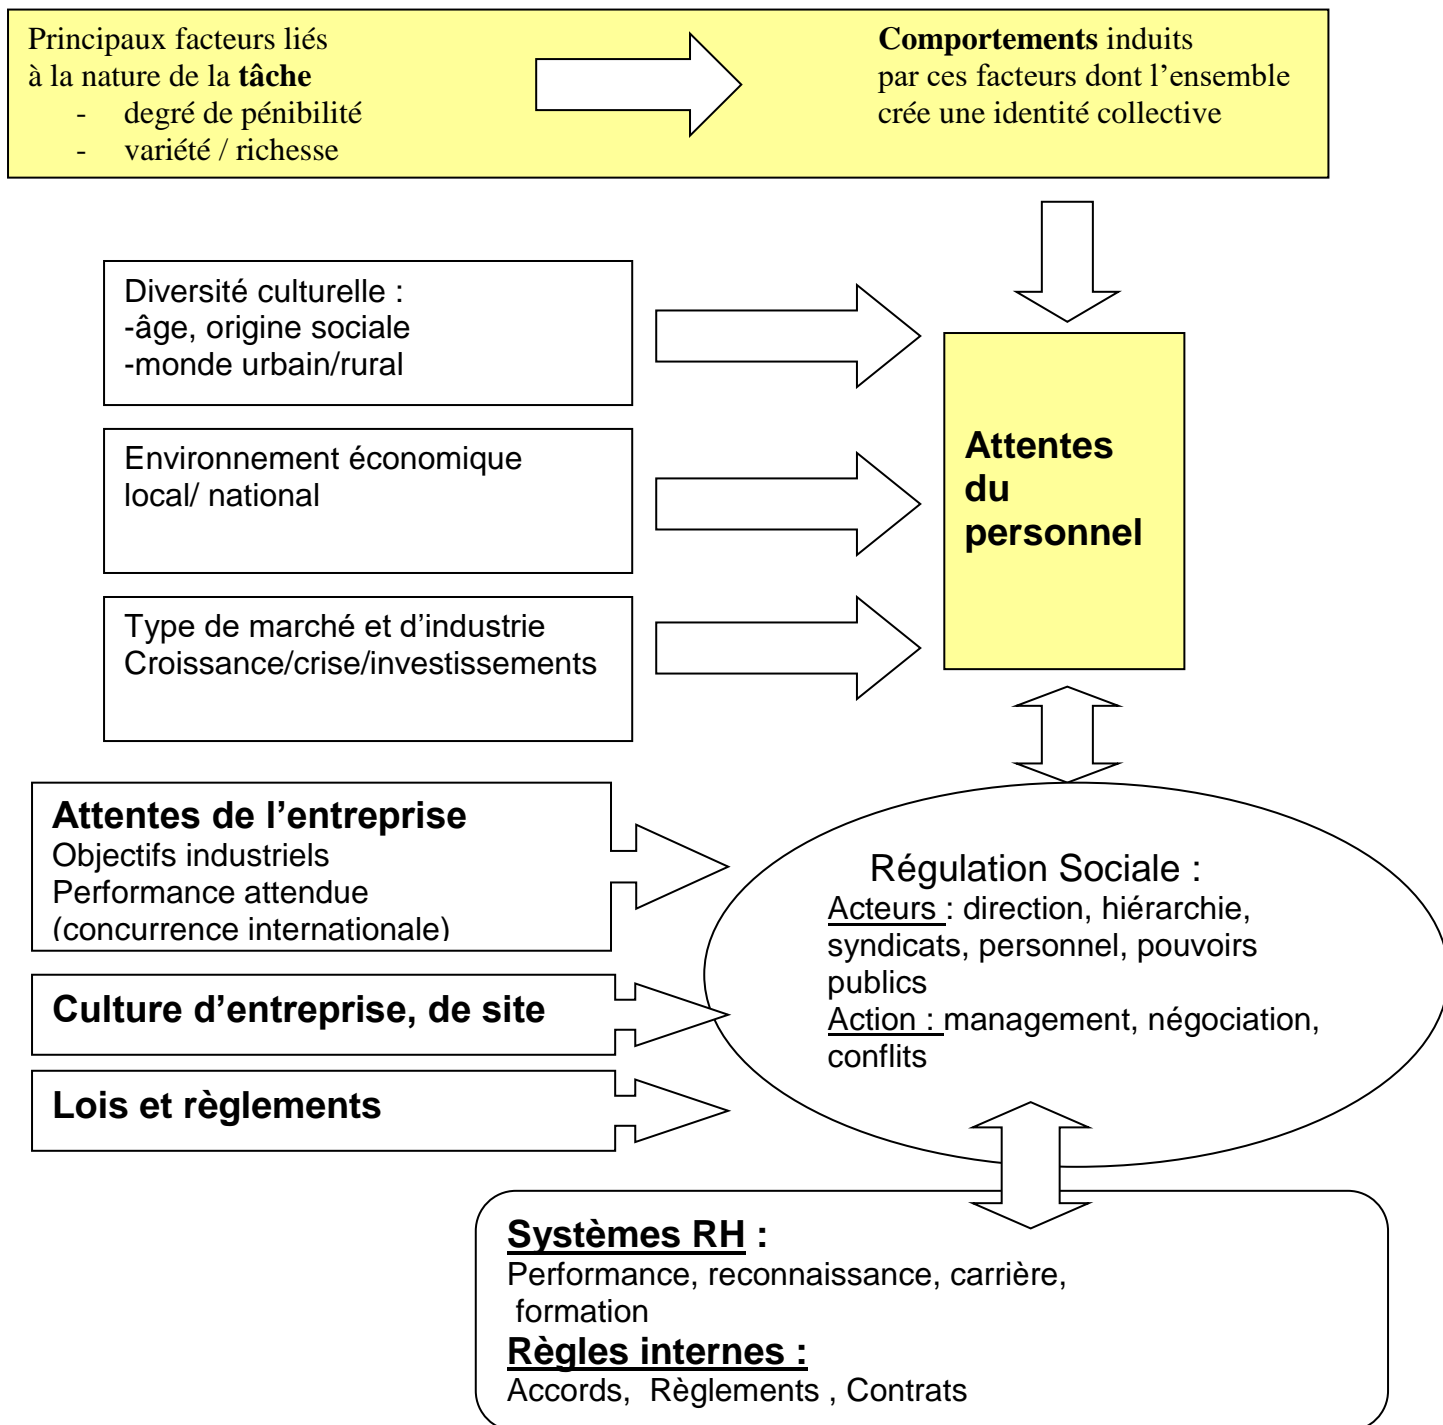 Principaux facteurs liés
à la nature de la tâche
- degré de pénibilité
- variété / richesse
Comportements induits
par ces facteurs dont l’ensemble
crée une identité collective
Diversité culturelle :
-âge, origine sociale
-monde urbain/rural
Environnement économique
local/ national
Type de marché et d’industrie
Croissance/crise/investissements
Attentes
du
personnel
Attentes de l’entreprise
Objectifs industriels
Performance attendue
(concurrence internationale)
Culture d’entreprise, de site
Lois et règlements
Régulation Sociale :
Acteurs : direction, hiérarchie,
syndicats, personnel, pouvoirs
publics
Action : management, négociation,
conflits
Systèmes RH :
Performance, reconnaissance, carrière,
formation
Règles internes :
Accords, Règlements , Contrats